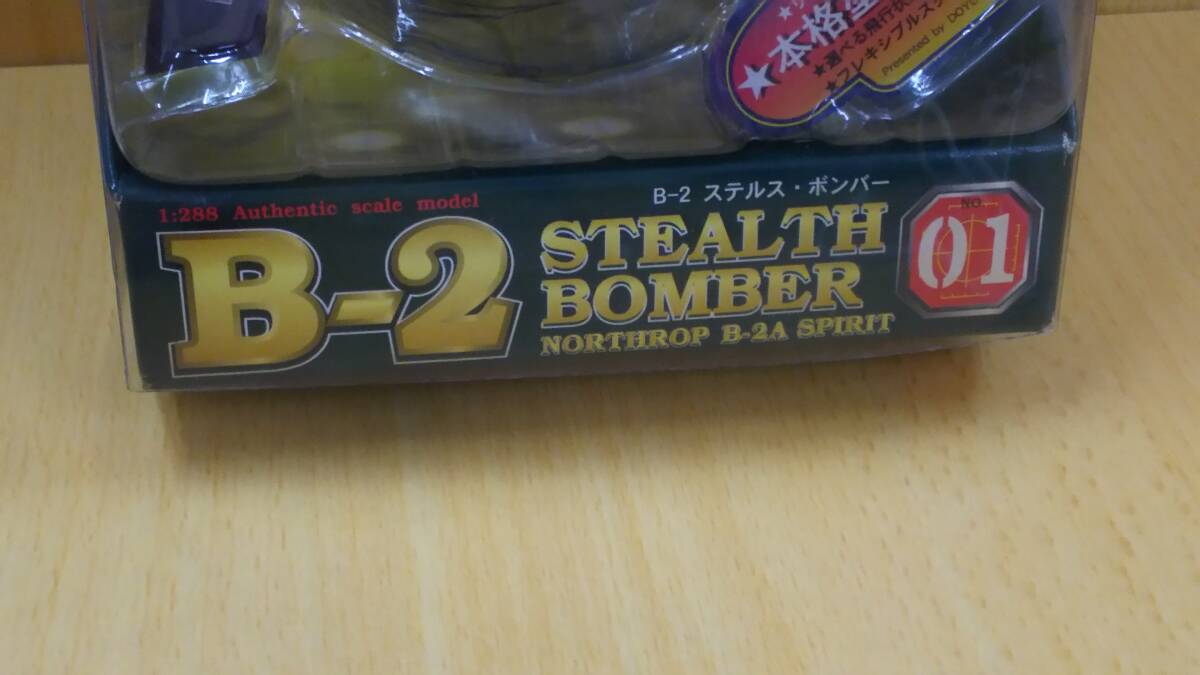 ★本格
★選べる飛行
★フレキシブルス
Presented by
1:288 Authentic scale model
B-2
B-2 ステルス・ボンバー
STEALTH
BOMBER
NORTHROP B-2A SPIRIT
NO.
01